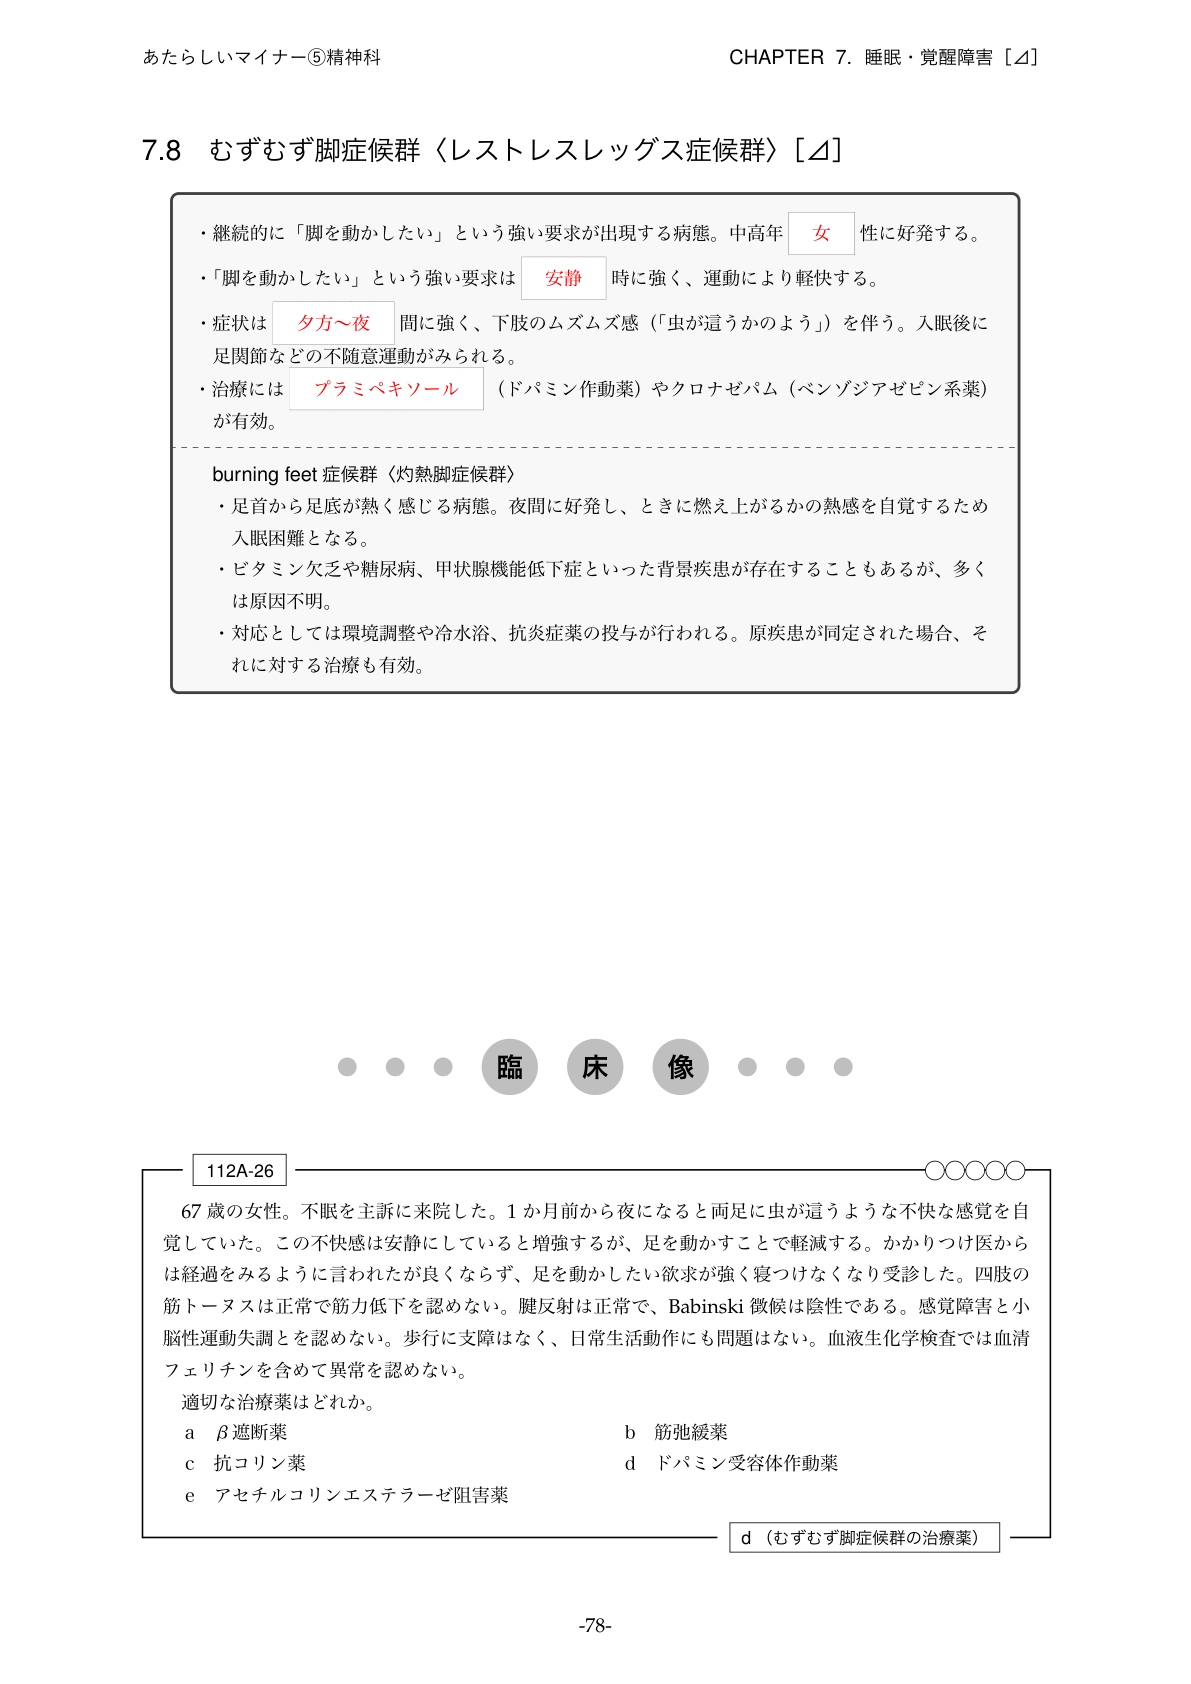 あたらしいマイナー⑤精神科
CHAPTER 7. 睡眠・覚醒障害［⊿］
7.8 むずむず脚症候群〈レストレスレッグス症候群〉［⊿］
・継続的に「脚を動かしたい」という強い要求が出現する病態。中高年 女 性に好発する。
・「脚を動かしたい」という強い要求は 安静 時に強く、運動により軽快する。
・症状は 夕方〜夜 間に強く、下肢のムズムズ感（「虫が這うかのよう」）を伴う。入眠後に
足関節などの不随意運動がみられる。
・治療には プラミペキソール （ドパミン作動薬）やクロナゼパム（ベンゾジアゼピン系薬）
が有効。
burning feet 症候群〈灼熱脚症候群〉
・足首から足底が熱く感じる病態。夜間に好発し、ときに燃え上がるかの熱感を自覚するため
入眠困難となる。
・ビタミン欠乏や糖尿病、甲状腺機能低下症といった背景疾患が存在することもあるが、多く
は原因不明。
・対応としては環境調整や冷水浴、抗炎症薬の投与が行われる。原疾患が同定された場合、そ
れに対する治療も有効。
臨 床 像
112A-26
67 歳の女性。不眠を主訴に来院した。1 か月前から夜になると両足に虫が這うような不快な感覚を自
覚していた。この不快感は安静にしていると増強するが、足を動かすことで軽減する。かかりつけ医から
は経過をみるように言われたが良くならず、足を動かしたい欲求が強く寝つけなくなり受診した。四肢の
筋トーヌスは正常で筋力低下を認めない。腱反射は正常で、Babinski 徴候は陰性である。感覚障害と小
脳性運動失調とを認めない。歩行に支障はなく、日常生活動作にも問題はない。血液生化学検査では血清
フェリチンを含めて異常を認めない。
適切な治療薬はどれか。
a β遮断薬
b 筋弛緩薬
c 抗コリン薬
d ドパミン受容体作動薬
e アセチルコリンエステラーゼ阻害薬
d （むずむず脚症候群の治療薬）
-78-